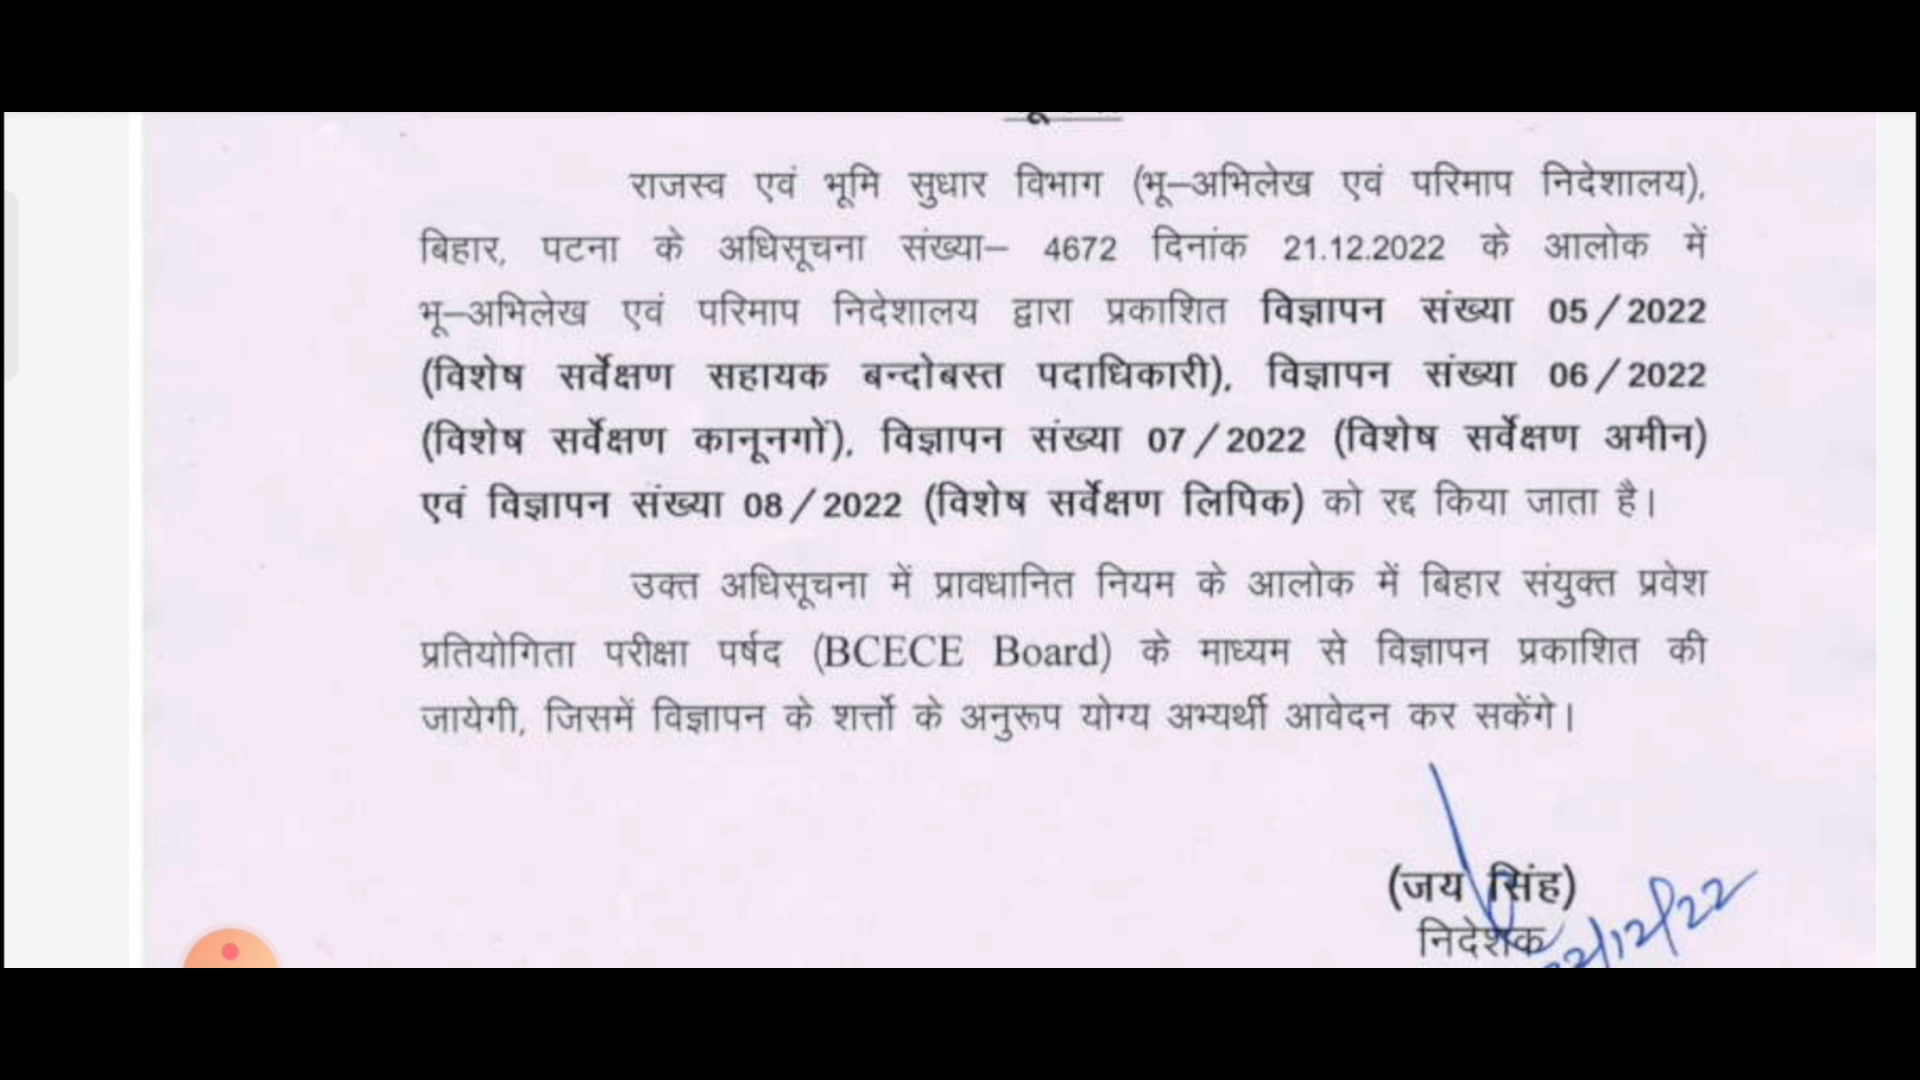 राजस्व एवं भूमि सुधार विभाग (भू–अभिलेख एवं परिमाप निदेशालय),
बिहार, पटना के अधिसूचना संख्या– 4672 दिनांक 21.12.2022 के आलोक में
भू–अभिलेख एवं परिमाप निदेशालय द्वारा प्रकाशित विज्ञापन संख्या 05/2022
(विशेष सर्वेक्षण सहायक बन्दोबस्त पदाधिकारी), विज्ञापन संख्या 06/2022
(विशेष सर्वेक्षण कानूनगों), विज्ञापन संख्या 07/2022 (विशेष सर्वेक्षण अमीन)
एवं विज्ञापन संख्या 08/2022 (विशेष सर्वेक्षण लिपिक) को रद्द किया जाता है।
उक्त अधिसूचना में प्रावधानित नियम के आलोक में बिहार संयुक्त प्रवेश
प्रतियोगिता परीक्षा पर्षद (BCECE Board) के माध्यम से विज्ञापन प्रकाशित की
जायेगी, जिसमें विज्ञापन के शर्त्तो के अनुरूप योग्य अभ्यर्थी आवेदन कर सकेंगे।
(जय सिंह)
निदेशक
22/12/22